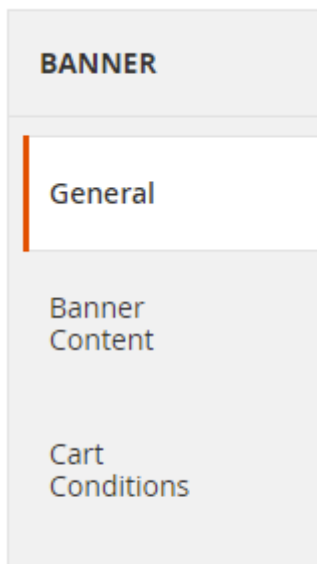 BANNER
General
Banner
Content
Cart
Conditions